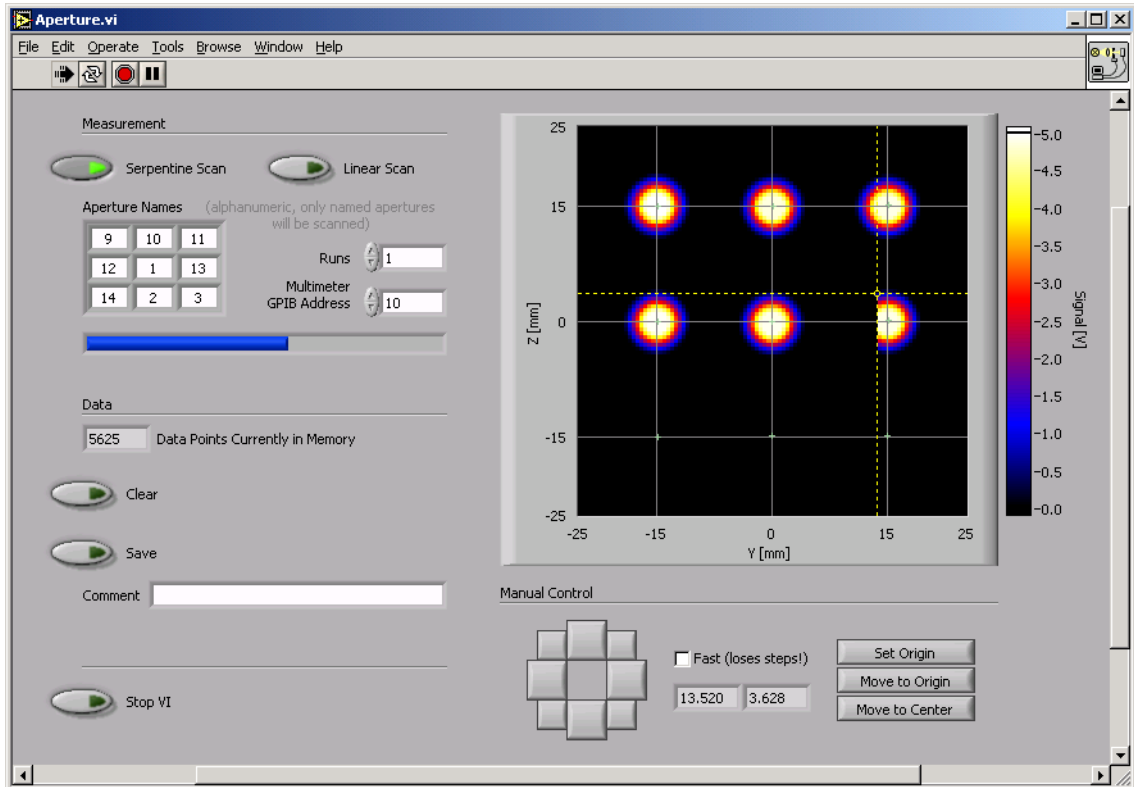 Aperture.vi
File Edit Operate Tools Browse Window Help
Measurement
Serpentine Scan
Linear Scan
Aperture Names (alphanumeric, only named apertures
will be scanned)
9 10 11
12 1 13
14 2 3
Runs 1
Multimeter
GPIB Address 10
Data
5625 Data Points Currently in Memory
Clear
Save
Comment
Stop VI
25
15
0
-15
-25
Z [mm]
-25 -15 0 15 25
Y [mm]
5.0
4.5
4.0
3.5
3.0
2.5
2.0
1.5
1.0
0.5
0.0
Signal [V]
Manual Control
Fast (loses steps!)
13.520 3.628
Set Origin
Move to Origin
Move to Center